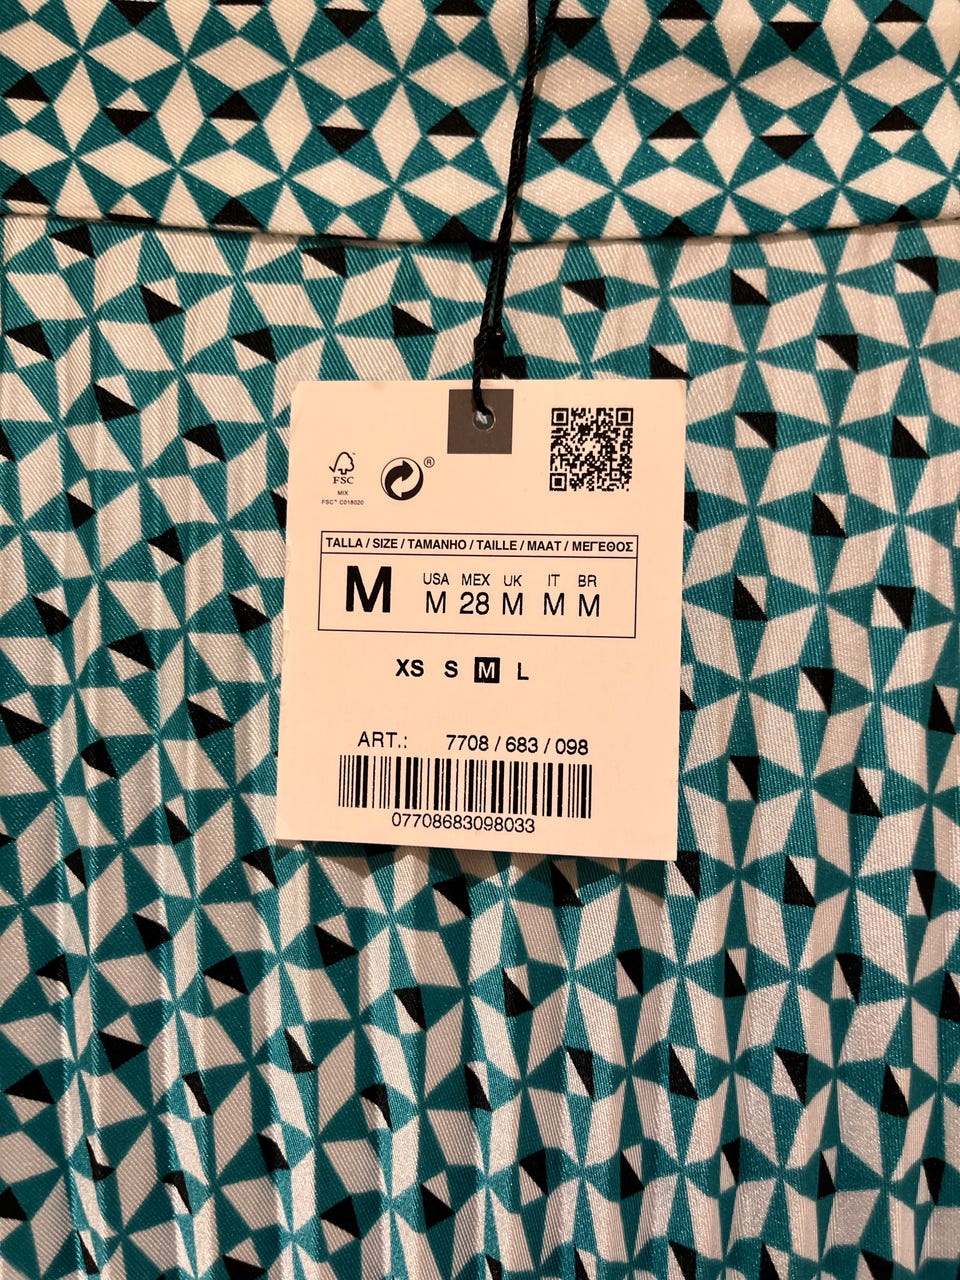 FSC
MIX
FSC™ C018020
®
TALLA / SIZE / TAMANHO / TAILLE / MAAT / ΜΕΓΕΘΟΣ
M
USA MEX UK IT BR
M 28 M M M
XS S M L
ART.: 7708 / 683 / 098
07708683098033